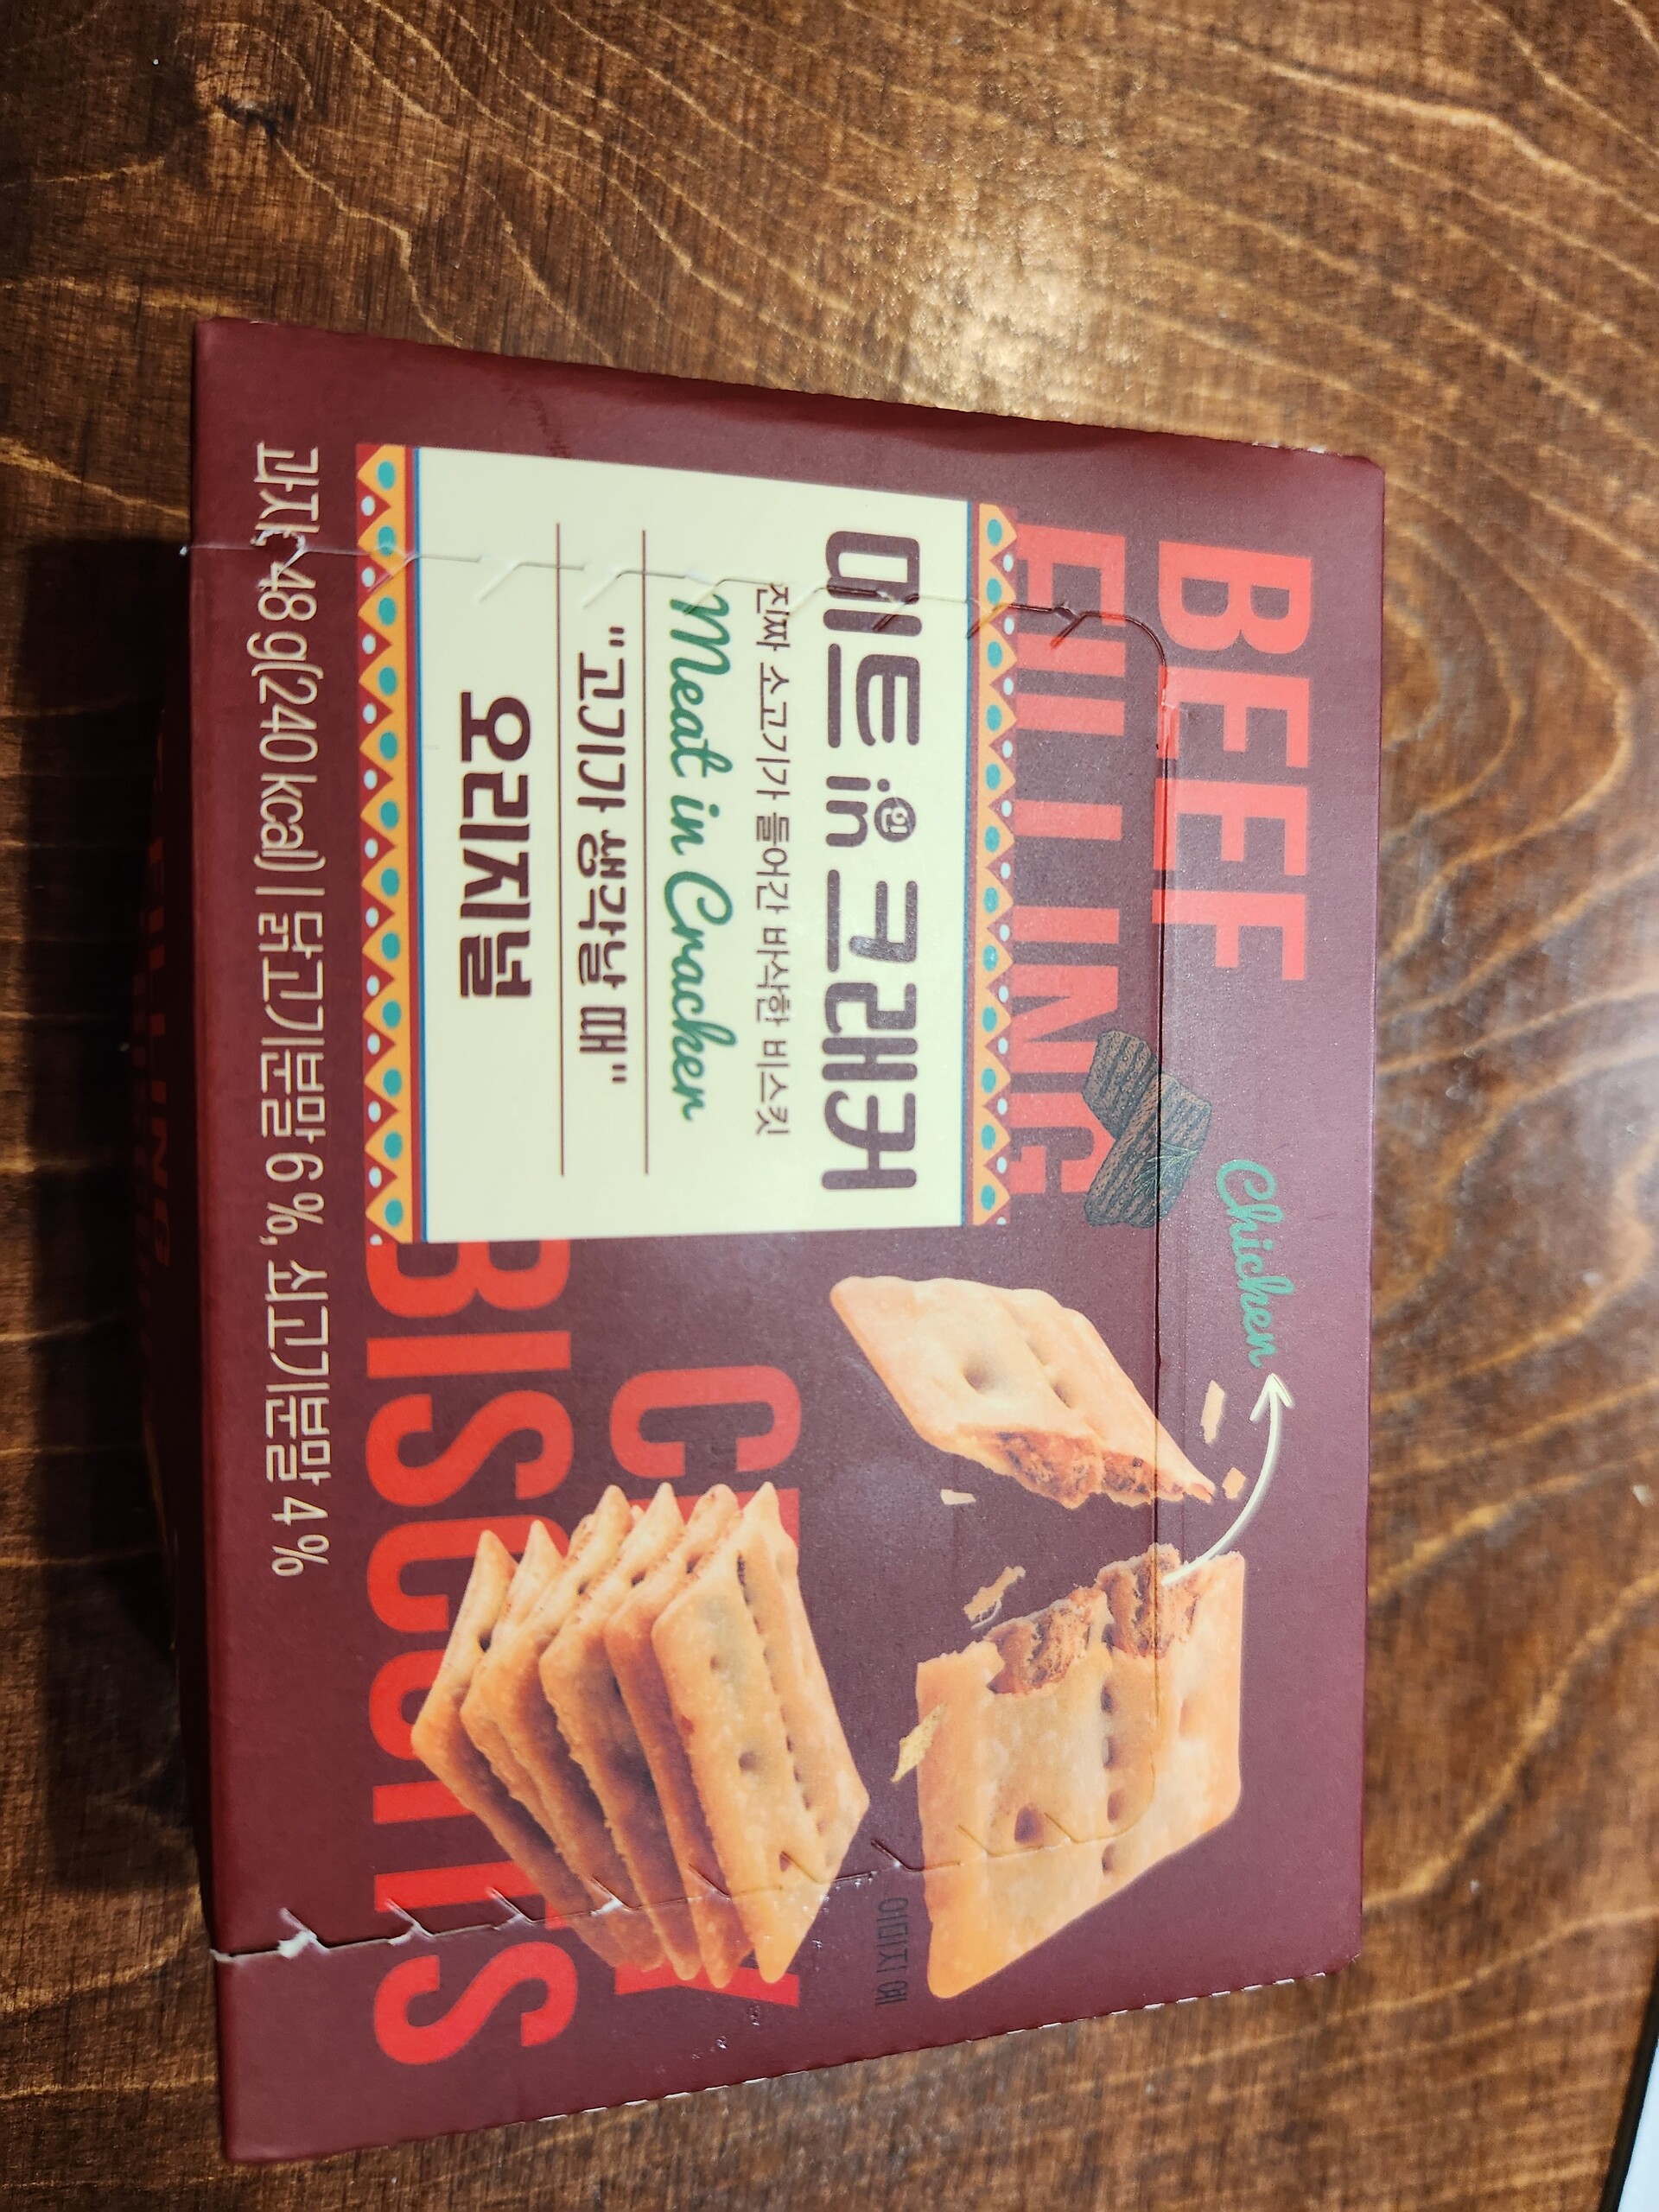 BEEF
FILLING
Chicken
미트 in 인 크래커
진짜 소고기가 들어간 바삭한 비스킷
Meat in Cracker
"고기가 생각날 때"
오리지널
BISCUITS
이미지 예
과자, 48 g(240 kcal) | 닭고기분말 6 %, 쇠고기분말 4 %